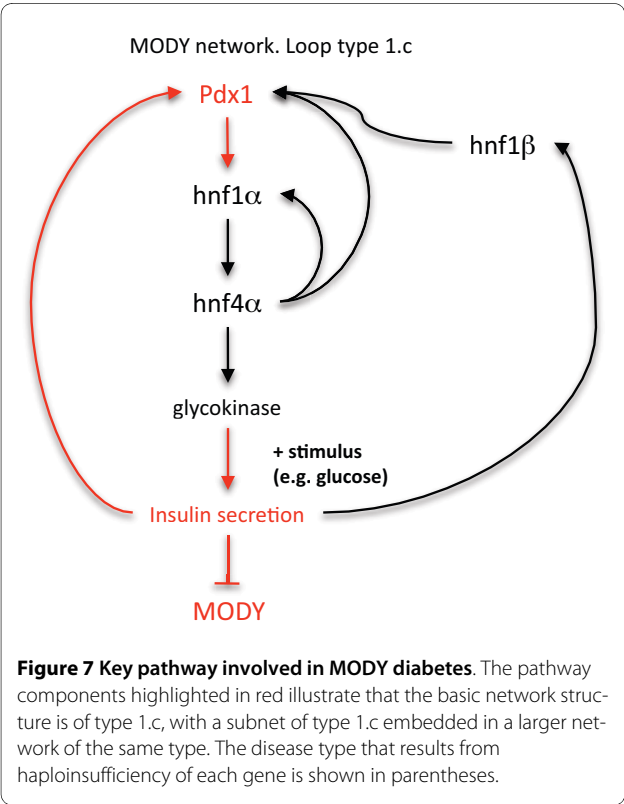 MODY network. Loop type 1.c
Pdx1
hnf1β
hnf1α
hnf4α
glycokinase
+ stimulus
(e.g. glucose)
Insulin secretion
MODY
Figure 7 Key pathway involved in MODY diabetes. The pathway
components highlighted in red illustrate that the basic network struc-
ture is of type 1.c, with a subnet of type 1.c embedded in a larger net-
work of the same type. The disease type that results from
haploinsufficiency of each gene is shown in parentheses.